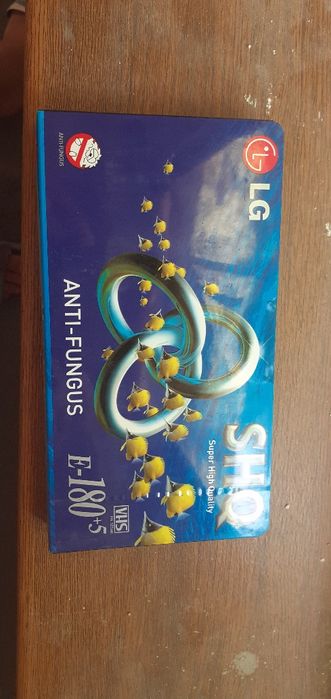 LG
SHQ
Super High Quality
ANTI-FUNGUS
ANTI-FUNGUS
E-180+5
VHS